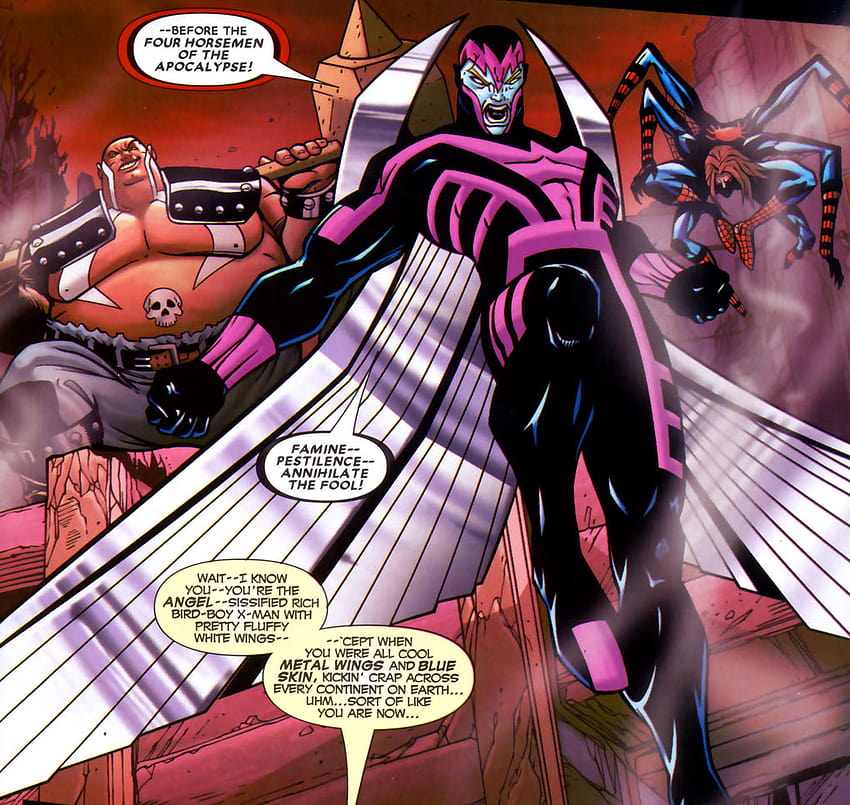 --BEFORE THE
FOUR HORSEMEN
OF THE
APOCALYPSE!
FAMINE--
PESTILENCE--
ANNIHILATE
THE FOOL!
WAIT--I KNOW
YOU--YOU'RE THE
ANGEL--SISSIFIED RICH
BIRD-BOY X-MAN WITH
PRETTY FLUFFY
WHITE WINGS--
--'CEPT WHEN
YOU WERE ALL COOL
METAL WINGS AND BLUE
SKIN, KICKIN' CRAP ACROSS
EVERY CONTINENT ON EARTH...
UHM...SORT OF LIKE
YOU ARE NOW...